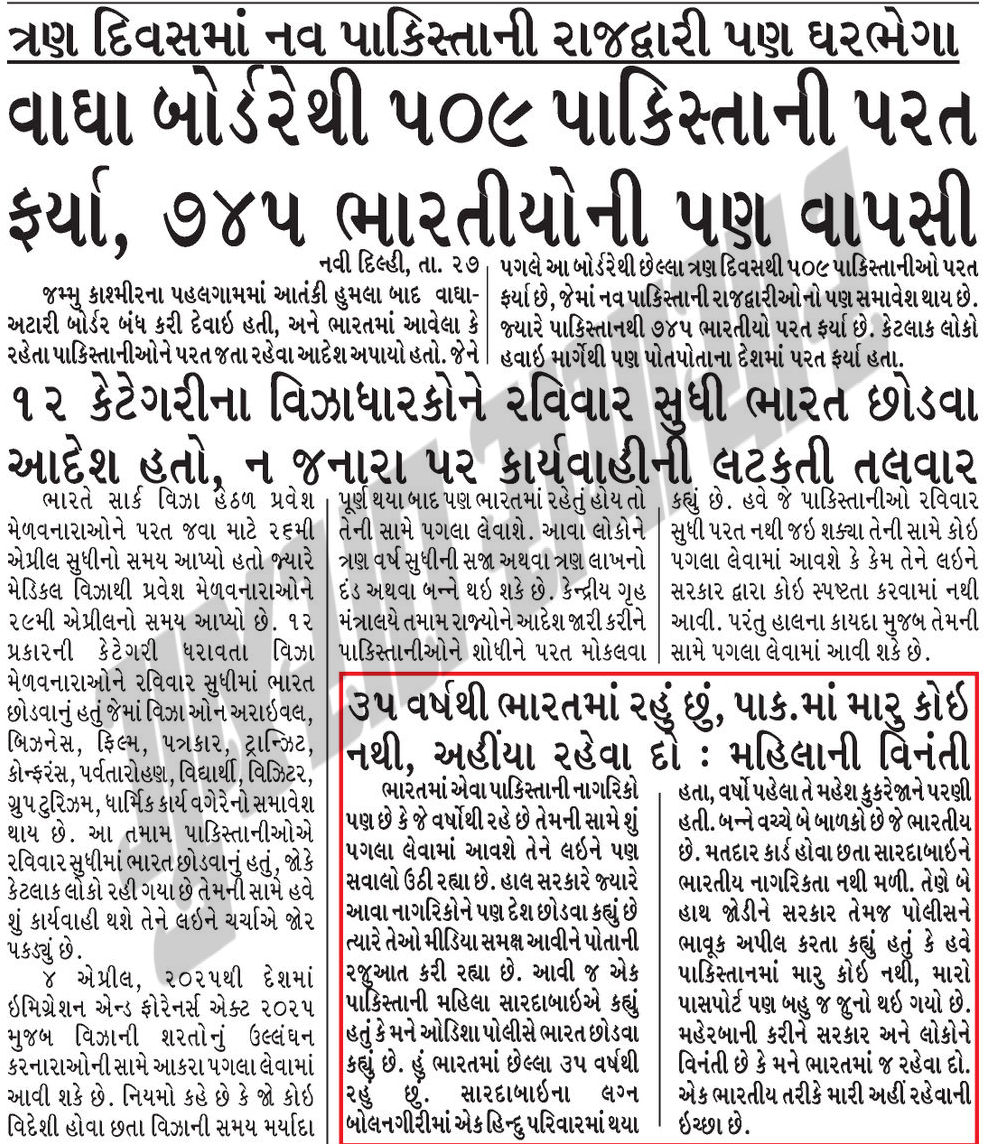 ત્રણ દિવસમાં નવ પાકિસ્તાની રાજદ્વારી પણ ઘરભેગા
વાઘા બોર્ડરેથી ૫૦૯ પાકિસ્તાની પરત
ફર્યા, ૭૪૫ ભારતીયોની પણ વાપસી
નવી દિલ્હી, તા. ૨૭
જમ્મુ કાશ્મીરના પહલગામમાં આતંકી હુમલા બાદ વાઘા-
અટારી બોર્ડર બંધ કરી દેવાઇ હતી, અને ભારતમાં આવેલા કે
રહેતા પાકિસ્તાનીઓને પરત જતા રહેવા આદેશ અપાયો હતો. જેને
પગલે આ બોર્ડરેથી છેલ્લા ત્રણ દિવસથી ૫૦૯ પાકિસ્તાનીઓ પરત
ફર્યા છે, જેમાં નવ પાકિસ્તાની રાજદ્વારીઓનો પણ સમાવેશ થાય છે.
જ્યારે પાકિસ્તાનથી ૭૪૫ ભારતીયો પરત ફર્યા છે. કેટલાક લોકો
હવાઇ માર્ગેથી પણ પોતપોતાના દેશમાં પરત ફર્યા હતા.
૧૨ કેટેગરીના વિઝાધારકોને રવિવાર સુધી ભારત છોડવા
આદેશ હતો, ન જનારા પર કાર્યવાહીની લટકતી તલવાર
ભારતે સાર્ક વિઝા હેઠળ પ્રવેશ
મેળવનારાઓને પરત જવા માટે ૨૬મી
એપ્રીલ સુધીનો સમય આપ્યો હતો જ્યારે
મેડિકલ વિઝાથી પ્રવેશ મેળવનારાઓને
૨૯મી એપ્રીલનો સમય આપ્યો છે. ૧૨
પ્રકારની કેટેગરી ધરાવતા વિઝા
મેળવનારાઓને રવિવાર સુધીમાં ભારત
છોડવાનું હતું જેમાં વિઝા ઓન અરાઇવલ,
બિઝનેસ, ફિલ્મ, પત્રકાર, ટ્રાન્ઝિટ,
કોન્ફરંસ, પર્વતારોહણ, વિદ્યાર્થી, વિઝિટર,
ગ્રુપ ટુરિઝમ, ધાર્મિક કાર્ય વગેરેનો સમાવેશ
થાય છે. આ તમામ પાકિસ્તાનીઓએ
રવિવાર સુધીમાં ભારત છોડવાનું હતું, જોકે
કેટલાક લોકો રહી ગયા છે તેમની સામે હવે
શું કાર્યવાહી થશે તેને લઇને ચર્ચાએ જોર
પકડ્યું છે.
૪ એપ્રીલ, ૨૦૨૫થી દેશમાં
ઇમિગ્રેશન એન્ડ ફોરેનર્સ એક્ટ ૨૦૨૫
મુજબ વિઝાની શરતોનું ઉલ્લંઘન
કરનારાઓની સામે આકરા પગલા લેવામાં
આવી શકે છે. નિયમો કહે છે કે જો કોઇ
વિદેશી હોવા છતા વિઝાની સમય મર્યાદા
પૂર્ણ થયા બાદ પણ ભારતમાં રહેતું હોય તો
તેની સામે પગલા લેવાશે. આવા લોકોને
ત્રણ વર્ષ સુધીની સજા અથવા ત્રણ લાખનો
દંડ અથવા બન્ને થઇ શકે છે. કેન્દ્રીય ગૃહ
મંત્રાલયે તમામ રાજ્યોને આદેશ જારી કરીને
પાકિસ્તાનીઓને શોધીને પરત મોકલવા
કહ્યું છે. હવે જે પાકિસ્તાનીઓ રવિવાર
સુધી પરત નથી જઇ શક્યા તેની સામે કોઇ
પગલા લેવામાં આવશે કે કેમ તેને લઇને
સરકાર દ્વારા કોઇ સ્પષ્ટતા કરવામાં નથી
આવી. પરંતુ હાલના કાયદા મુજબ તેમની
સામે પગલા લેવામાં આવી શકે છે.
૩૫ વર્ષથી ભારતમાં રહું છું, પાક.માં મારુ કોઇ
નથી, અહીંયા રહેવા દો : મહિલાની વિનંતી
ભારતમાં એવા પાકિસ્તાની નાગરિકો
પણ છે કે જે વર્ષોથી રહે છે તેમની સામે શું
પગલા લેવામાં આવશે તેને લઇને પણ
સવાલો ઉઠી રહ્યા છે. હાલ સરકારે જ્યારે
આવા નાગરિકોને પણ દેશ છોડવા કહ્યું છે
ત્યારે તેઓ મીડિયા સમક્ષ આવીને પોતાની
રજુઆત કરી રહ્યા છે. આવી જ એક
પાકિસ્તાની મહિલા સારદાબાઇએ કહ્યું
હતું કે મને ઓડિશા પોલીસે ભારત છોડવા
કહ્યું છે. હું ભારતમાં છેલ્લા ૩૫ વર્ષથી
રહું છું. સારદાબાઇના લગ્ન
બોલનગીરીમાં એક હિન્દુ પરિવારમાં થયા
હતા, વર્ષો પહેલા તે મહેશ કુકરેજાને પરણી
હતી. બન્ને વચ્ચે બે બાળકો છે જે ભારતીય
છે. મતદાર કાર્ડ હોવા છતા સારદાબાઇને
ભારતીય નાગરિકતા નથી મળી. તેણે બે
હાથ જોડીને સરકાર તેમજ પોલીસને
ભાવૂક અપીલ કરતા કહ્યું હતું કે હવે
પાકિસ્તાનમાં મારુ કોઇ નથી, મારો
પાસપોર્ટ પણ બહુ જ જુનો થઇ ગયો છે.
મહેરબાની કરીને સરકાર અને લોકોને
વિનંતી છે કે મને ભારતમાં જ રહેવા દો.
એક ભારતીય તરીકે મારી અહીં રહેવાની
ઇચ્છા છે.
ગુજરાત સમાચાર